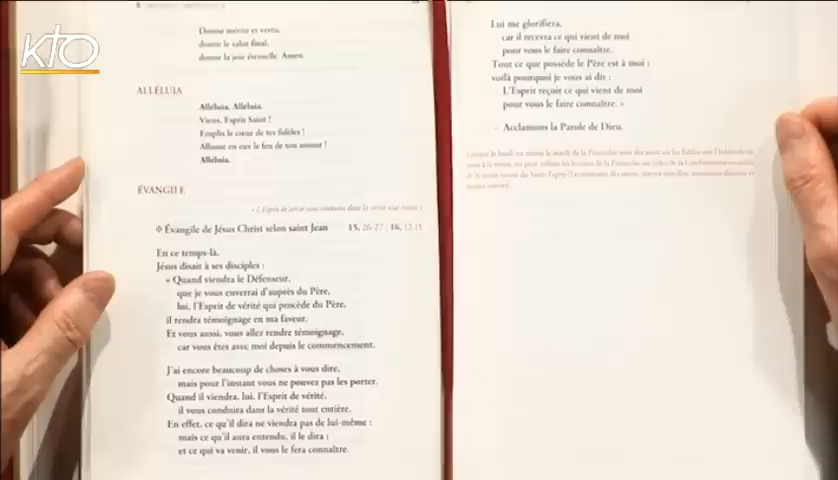 KTO
Donne mérite et vertu,
donne le salut final,
donne la joie éternelle. Amen.
ALLÉLUIA
Alléluia. Alléluia.
Viens, Esprit Saint !
Emplis le cœur de tes fidèles !
Allume en eux le feu de ton amour !
Alléluia.
ÉVANGILE
« L'Esprit de vérité vous conduira dans la vérité tout entière »
✠ Évangile de Jésus Christ selon saint Jean 15, 26-27 ; 16, 12-15
En ce temps-là,
Jésus disait à ses disciples :
« Quand viendra le Défenseur,
que je vous enverrai d'auprès du Père,
lui, l'Esprit de vérité qui procède du Père,
il rendra témoignage en ma faveur.
Et vous aussi, vous allez rendre témoignage,
car vous êtes avec moi depuis le commencement.
J'ai encore beaucoup de choses à vous dire,
mais pour l'instant vous ne pouvez pas les porter.
Quand il viendra, lui, l'Esprit de vérité,
il vous conduira dans la vérité tout entière.
En effet, ce qu'il dira ne viendra pas de lui-même :
mais ce qu'il aura entendu, il le dira ;
et ce qui va venir, il vous le fera connaître.
Lui me glorifiera,
car il recevra ce qui vient de moi
pour vous le faire connaître.
Tout ce que possède le Père est à moi ;
voilà pourquoi je vous ai dit :
L'Esprit reçoit ce qui vient de moi
pour vous le faire connaître. »
– Acclamons la Parole de Dieu.